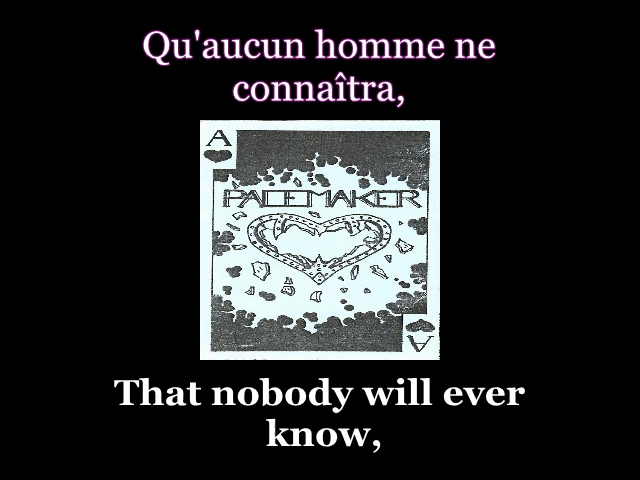 Qu'aucun homme ne
connaîtra,
A
PACEMAKER
A
That nobody will ever
know,